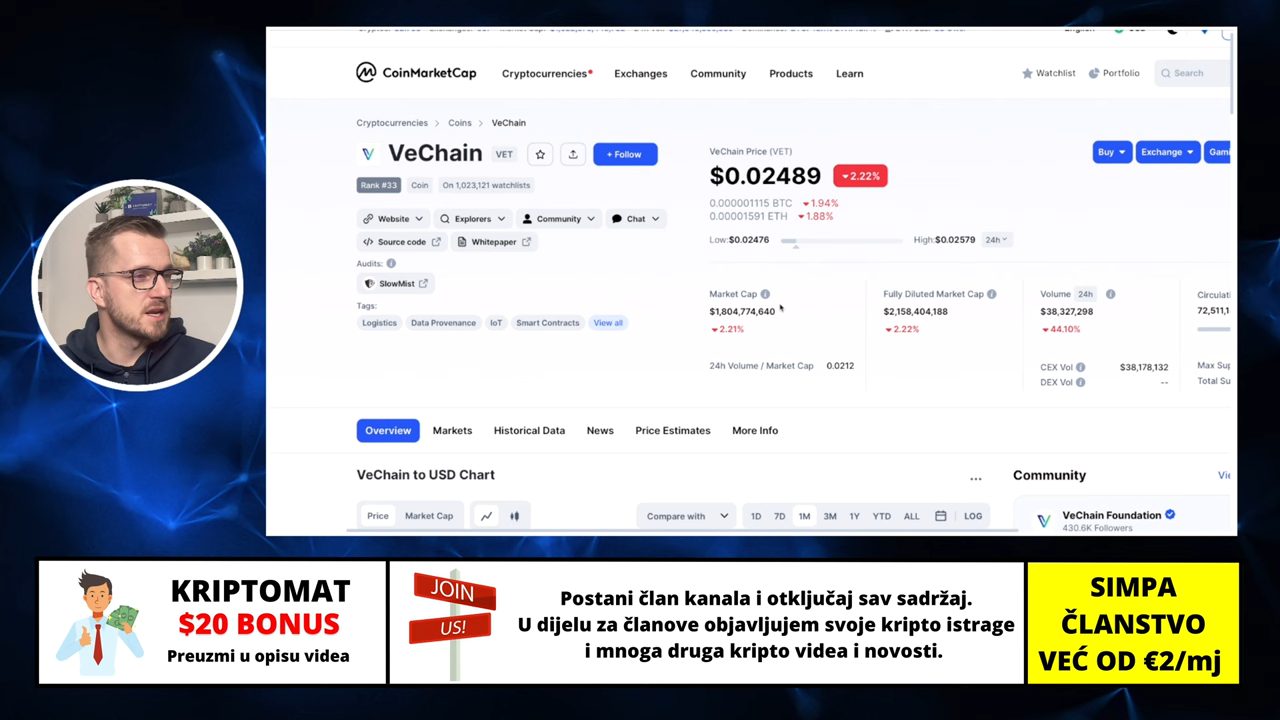 CoinMarketCap
Cryptocurrencies
Exchanges
Community
Products
Learn
Watchlist
Portfolio
Search
Cryptocurrencies > Coins > VeChain
VeChain VET
+ Follow
Rank #33
Coin
On 1,023,121 watchlists
Website
Explorers
Community
Chat
Source code
Whitepaper
Audits:
SlowMist
Tags:
Logistics
Data Provenance
IoT
Smart Contracts
View all
VeChain Price (VET)
$0.02489 2.22%
0.000001115 BTC 1.94%
0.00001591 ETH 1.88%
Low:$0.02476
High:$0.02579
24h
Buy
Exchange
Market Cap
$1,804,774,640
2.21%
24h Volume / Market Cap 0.0212
Fully Diluted Market Cap
$2,158,404,188
2.22%
Volume 24h
$38,327,298
44.10%
CEX Vol $38,178,132
DEX Vol --
Circulati
72,511,1
Max Sup
Total Su
Overview
Markets
Historical Data
News
Price Estimates
More Info
VeChain to USD Chart
Price
Market Cap
Compare with
1D
7D
1M
3M
1Y
YTD
ALL
LOG
Community
VeChain Foundation
430.6K Followers
KRIPTOMAT
$20 BONUS
Preuzmi u opisu videa
JOIN
US!
Postani član kanala i otključaj sav sadržaj.
U dijelu za članove objavljujem svoje kripto istrage
i mnoga druga kripto videa i novosti.
SIMPA
ČLANSTVO
VEĆ OD €2/mj